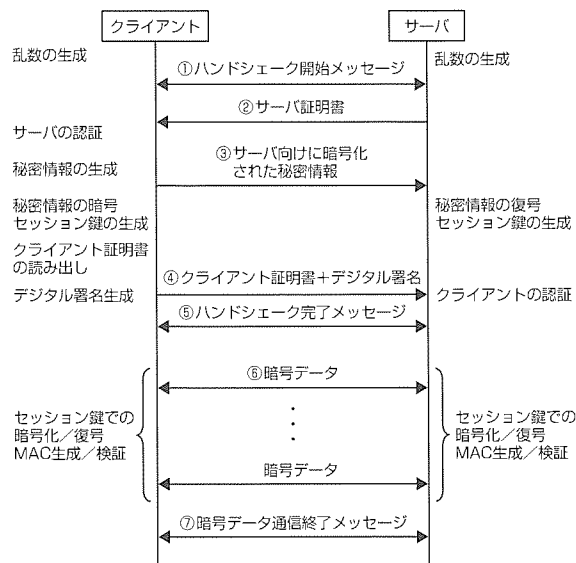 クライアント
サーバ
乱数の生成
乱数の生成
①ハンドシェーク開始メッセージ
②サーバ証明書
サーバの認証
③サーバ向けに暗号化
された秘密情報
秘密情報の生成
秘密情報の暗号
セッション鍵の生成
秘密情報の復号
セッション鍵の生成
クライアント証明書
の読み出し
④クライアント証明書+デジタル署名
デジタル署名生成
クライアントの認証
⑤ハンドシェーク完了メッセージ
⑥暗号データ
セッション鍵での
暗号化/復号
MAC生成/検証
セッション鍵での
暗号化/復号
MAC生成/検証
暗号データ
⑦暗号データ通信終了メッセージ